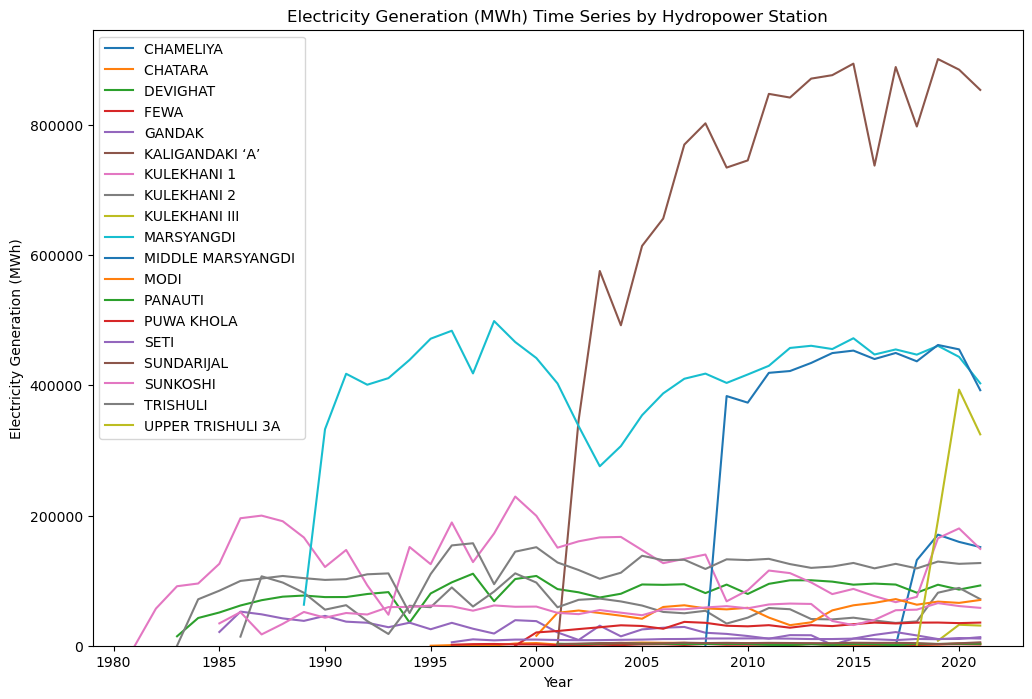 Electricity Generation (MWh) Time Series by Hydropower Station
CHAMELIYA
CHATARA
DEVIGHAT
FEWA
GANDAK
KALIGANDAKI ‘A’
KULEKHANI 1
KULEKHANI 2
KULEKHANI III
MARSYANGDI
MIDDLE MARSYANGDI
MODI
PANAUTI
PUWA KHOLA
SETI
SUNDARIJAL
SUNKOSHI
TRISHULI
UPPER TRISHULI 3A
Electricity Generation (MWh)
800000
600000
400000
200000
0
1980 1985 1990 1995 2000 2005 2010 2015 2020
Year